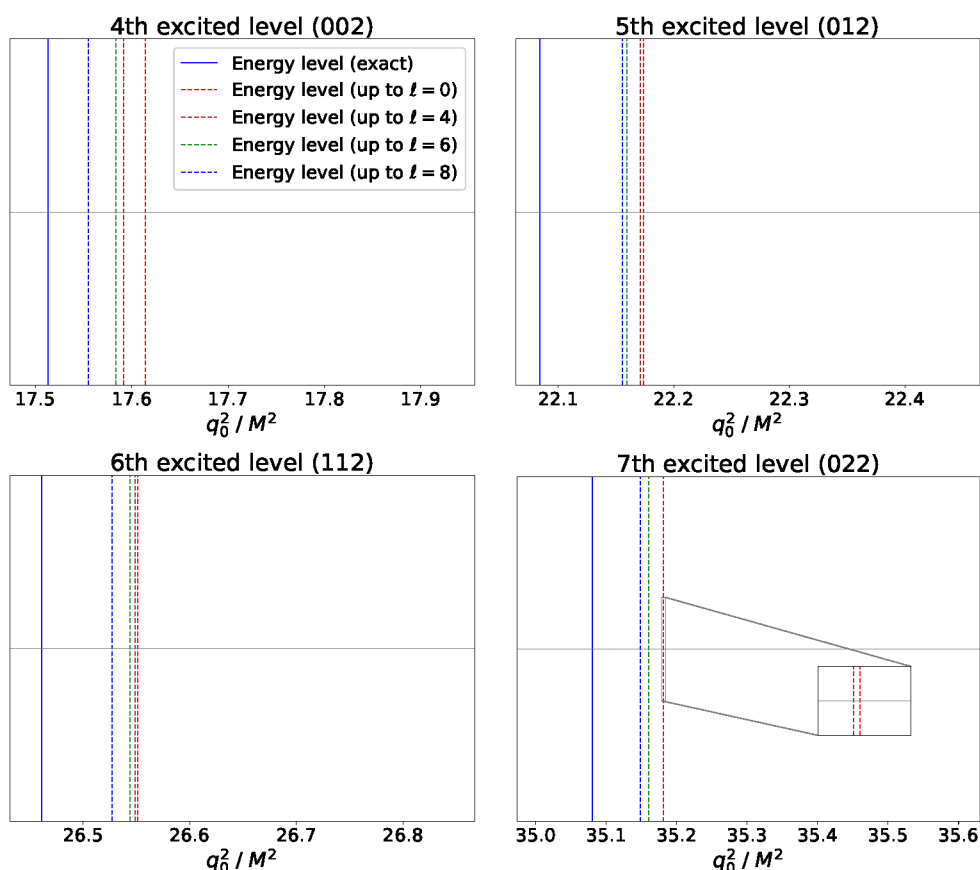 4th excited level (002)
Energy level (exact)
Energy level (up to ℓ = 0)
Energy level (up to ℓ = 4)
Energy level (up to ℓ = 6)
Energy level (up to ℓ = 8)
17.5 17.6 17.7 17.8 17.9
q₀² / M²
5th excited level (012)
22.1 22.2 22.3 22.4
q₀² / M²
6th excited level (112)
26.5 26.6 26.7 26.8
q₀² / M²
7th excited level (022)
35.0 35.1 35.2 35.3 35.4 35.5 35.6
q₀² / M²